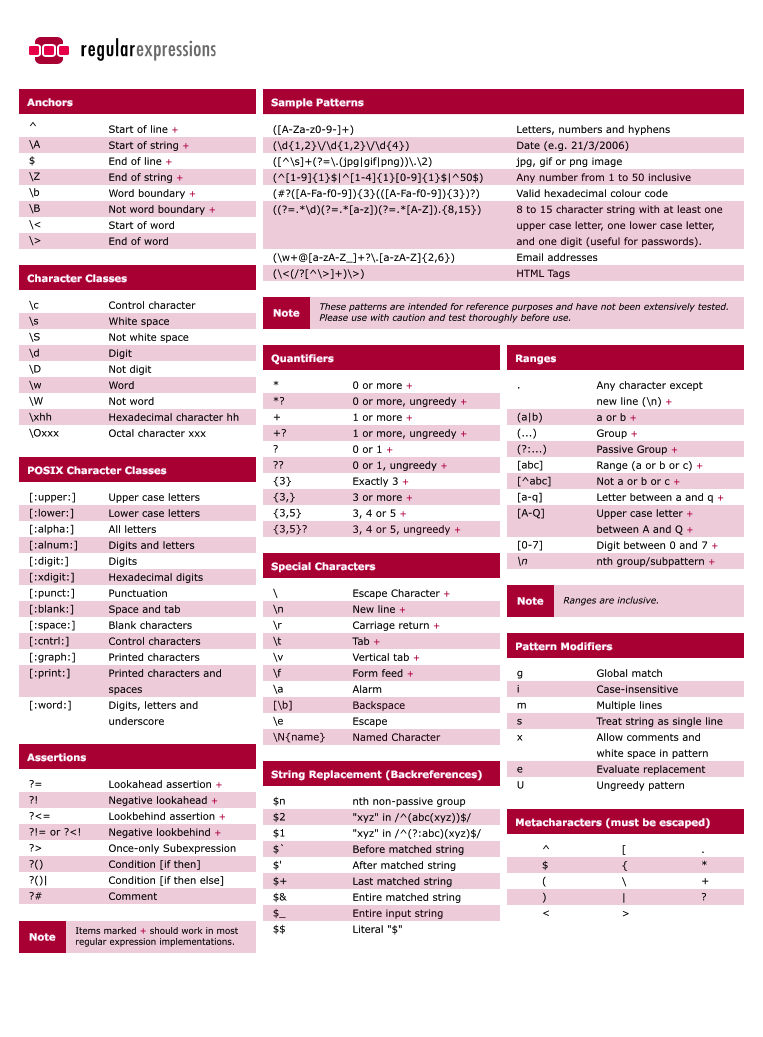 regularexpressions
Anchors
^ Start of line +
\A Start of string +
$ End of line +
\Z End of string +
\b Word boundary +
\B Not word boundary +
\< Start of word
\> End of word
Character Classes
\c Control character
\s White space
\S Not white space
\d Digit
\D Not digit
\w Word
\W Not word
\xhh Hexadecimal character hh
\Oxxx Octal character xxx
POSIX Character Classes
[:upper:] Upper case letters
[:lower:] Lower case letters
[:alpha:] All letters
[:alnum:] Digits and letters
[:digit:] Digits
[:xdigit:] Hexadecimal digits
[:punct:] Punctuation
[:blank:] Space and tab
[:space:] Blank characters
[:cntrl:] Control characters
[:graph:] Printed characters
[:print:] Printed characters and
spaces
[:word:] Digits, letters and
underscore
Assertions
?= Lookahead assertion +
?! Negative lookahead +
?<= Lookbehind assertion +
?!= or ?<! Negative lookbehind +
?> Once-only Subexpression
?() Condition [if then]
?()| Condition [if then else]
?# Comment
Note
Items marked + should work in most
regular expression implementations.
Sample Patterns
([A-Za-z0-9-]+) Letters, numbers and hyphens
(\d{1,2}\/\d{1,2}\/\d{4}) Date (e.g. 21/3/2006)
([^\s]+(?=\.(jpg|gif|png))\.\2) jpg, gif or png image
(^[1-9]{1}$|^[1-4]{1}[0-9]{1}$|^50$) Any number from 1 to 50 inclusive
(#?([A-Fa-f0-9]){3}(([A-Fa-f0-9]){3})?) Valid hexadecimal colour code
((?=.*\d)(?=.*[a-z])(?=.*[A-Z]).{8,15}) 8 to 15 character string with at least one
upper case letter, one lower case letter,
and one digit (useful for passwords).
(\w+@[a-zA-Z_]+?\.[a-zA-Z]{2,6}) Email addresses
(\<(/?[^\>]+)\>) HTML Tags
Note
These patterns are intended for reference purposes and have not been extensively tested.
Please use with caution and test thoroughly before use.
Quantifiers
* 0 or more +
*? 0 or more, ungreedy +
+ 1 or more +
+? 1 or more, ungreedy +
? 0 or 1 +
?? 0 or 1, ungreedy +
{3} Exactly 3 +
{3,} 3 or more +
{3,5} 3, 4 or 5 +
{3,5}? 3, 4 or 5, ungreedy +
Special Characters
\ Escape Character +
\n New line +
\r Carriage return +
\t Tab +
\v Vertical tab +
\f Form feed +
\a Alarm
[\b] Backspace
\e Escape
\N{name} Named Character
String Replacement (Backreferences)
$n nth non-passive group
$2 "xyz" in /^(abc(xyz))$/
$1 "xyz" in /^(?:abc)(xyz)$/
$` Before matched string
$' After matched string
$+ Last matched string
$& Entire matched string
$_ Entire input string
$$ Literal "$"
Ranges
. Any character except
new line (\n) +
(a|b) a or b +
(...) Group +
(?:...) Passive Group +
[abc] Range (a or b or c) +
[^abc] Not a or b or c +
[a-q] Letter between a and q +
[A-Q] Upper case letter +
between A and Q +
[0-7] Digit between 0 and 7 +
\n nth group/subpattern +
Note
Ranges are inclusive.
Pattern Modifiers
g Global match
i Case-insensitive
m Multiple lines
s Treat string as single line
x Allow comments and
white space in pattern
e Evaluate replacement
U Ungreedy pattern
Metacharacters (must be escaped)
^ [ .
$ { *
( \ +
) | ?
< >